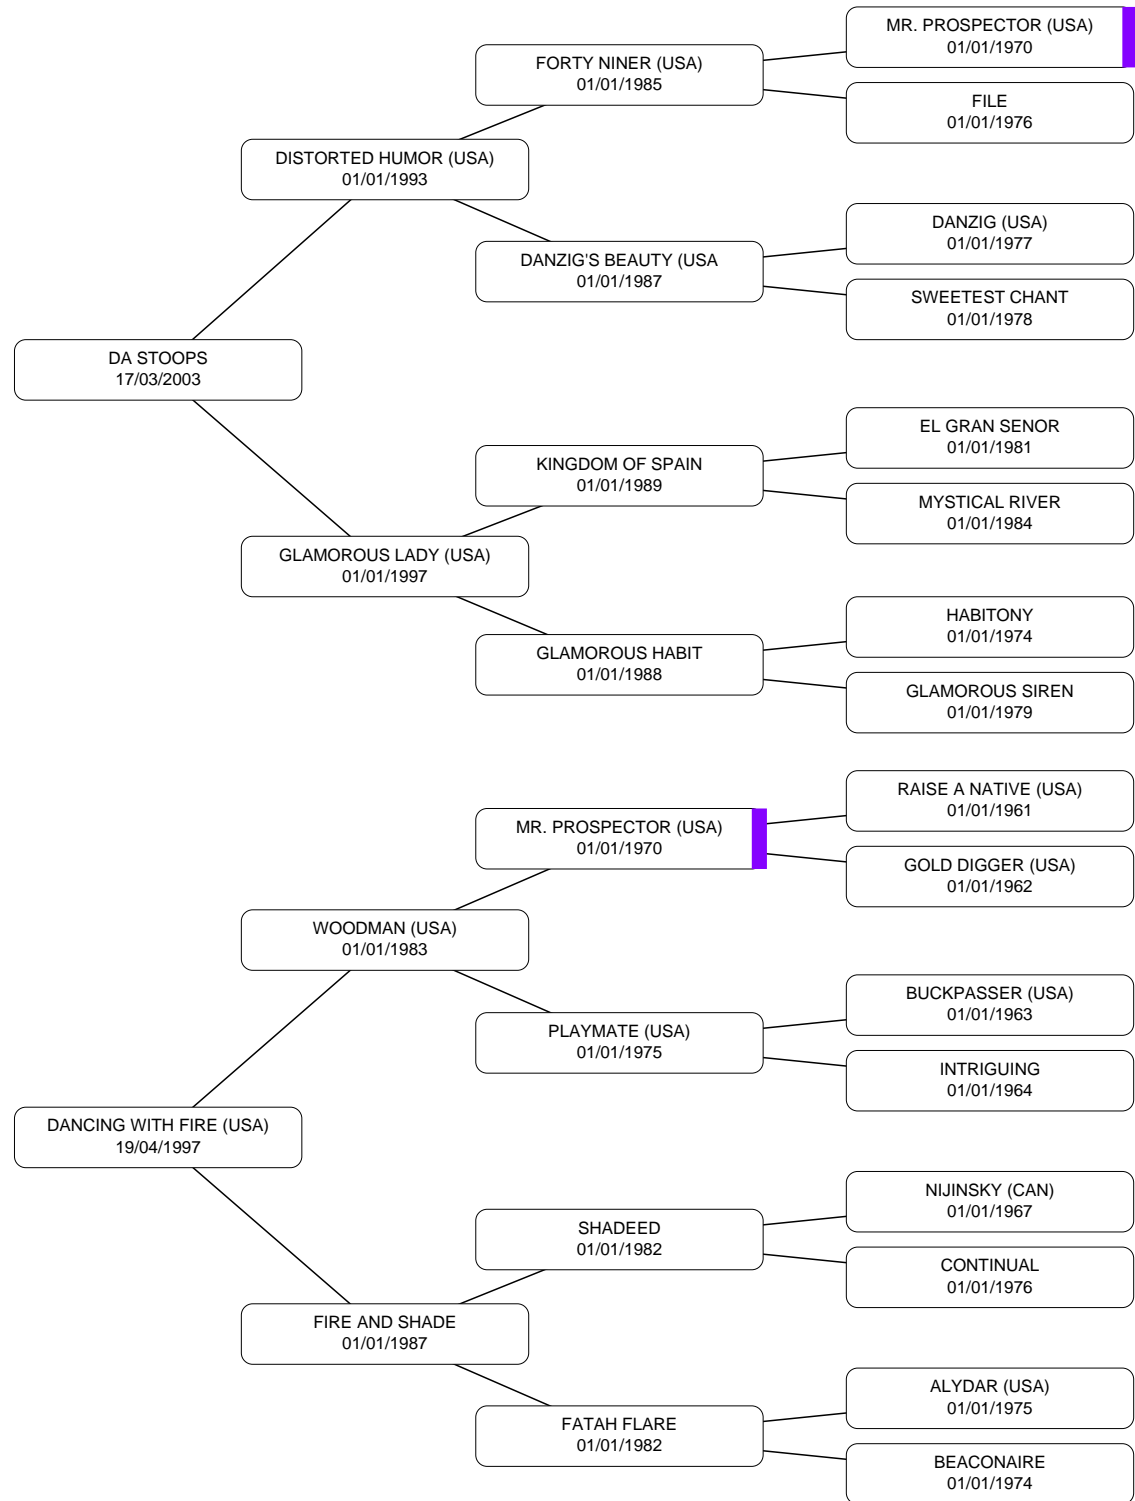 MR. PROSPECTOR (USA)
01/01/1970
FORTY NINER (USA)
01/01/1985
FILE
01/01/1976
DISTORTED HUMOR (USA)
01/01/1993
DANZIG (USA)
01/01/1977
DANZIG'S BEAUTY (USA
01/01/1987
SWEETEST CHANT
01/01/1978
DA STOOPS
17/03/2003
EL GRAN SENOR
01/01/1981
KINGDOM OF SPAIN
01/01/1989
MYSTICAL RIVER
01/01/1984
GLAMOROUS LADY (USA)
01/01/1997
HABITONY
01/01/1974
GLAMOROUS HABIT
01/01/1988
GLAMOROUS SIREN
01/01/1979
RAISE A NATIVE (USA)
01/01/1961
MR. PROSPECTOR (USA)
01/01/1970
GOLD DIGGER (USA)
01/01/1962
WOODMAN (USA)
01/01/1983
BUCKPASSER (USA)
01/01/1963
PLAYMATE (USA)
01/01/1975
INTRIGUING
01/01/1964
DANCING WITH FIRE (USA)
19/04/1997
NIJINSKY (CAN)
01/01/1967
SHADEED
01/01/1982
CONTINUAL
01/01/1976
FIRE AND SHADE
01/01/1987
ALYDAR (USA)
01/01/1975
FATAH FLARE
01/01/1982
BEACONAIRE
01/01/1974